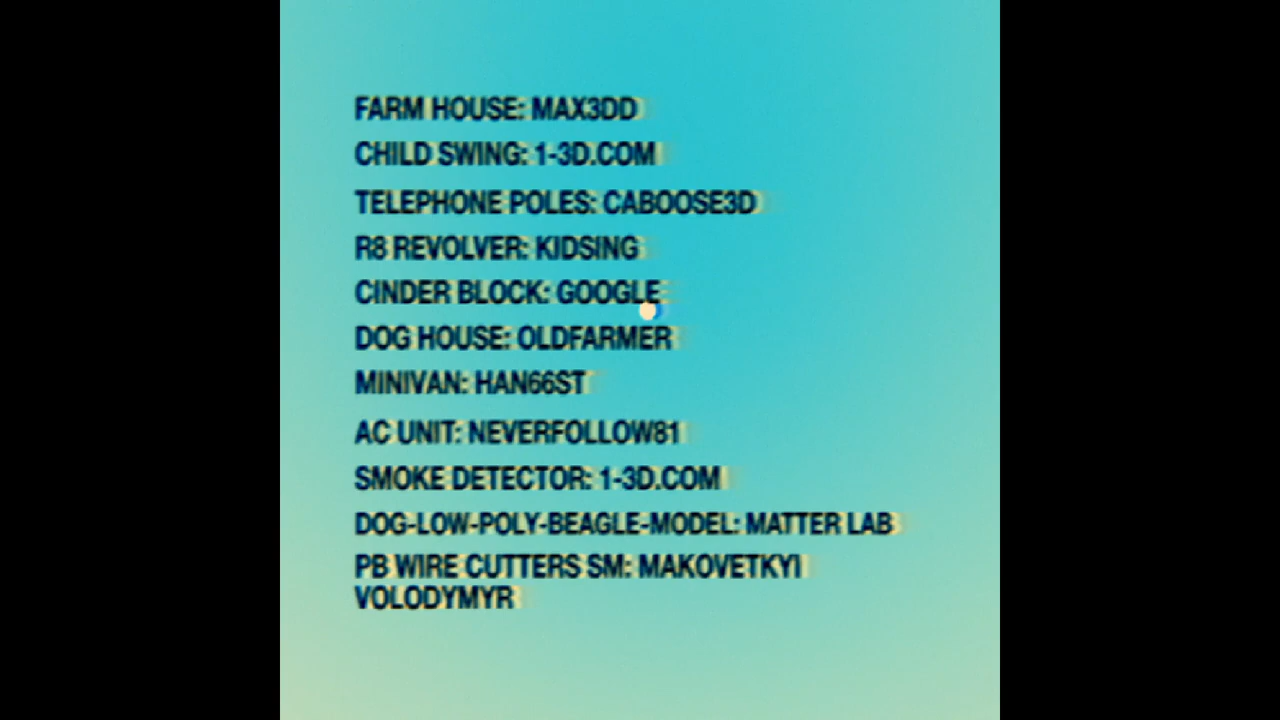 FARM HOUSE: MAX3DD
CHILD SWING: 1-3D.COM
TELEPHONE POLES: CABOOSE3D
R8 REVOLVER: KIDSING
CINDER BLOCK: GOOGLE
DOG HOUSE: OLDFARMER
MINIVAN: HAN66ST
AC UNIT: NEVERFOLLOW81
SMOKE DETECTOR: 1-3D.COM
DOG-LOW-POLY-BEAGLE-MODEL: MATTER LAB
PB WIRE CUTTERS SM: MAKOVETKYI
VOLODYMYR